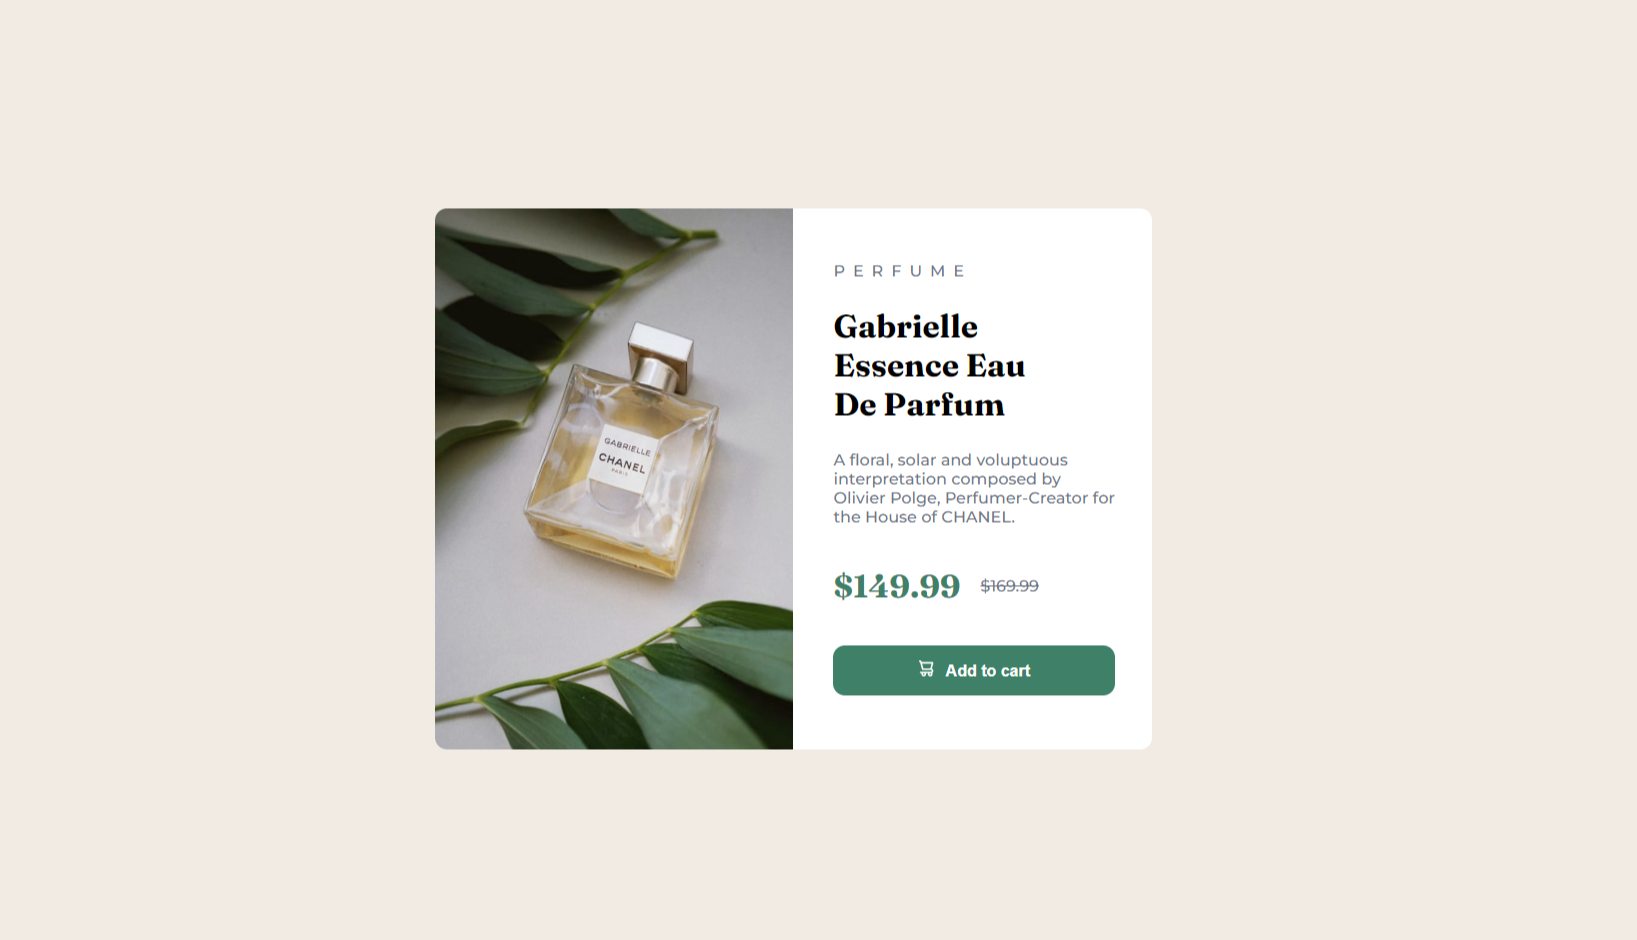 GABRIELLE
CHANEL
PARIS
PERFUME
Gabrielle
Essence Eau
De Parfum
A floral, solar and voluptuous
interpretation composed by
Olivier Polge, Perfumer-Creator for
the House of CHANEL.
$149.99 $169.99
Add to cart